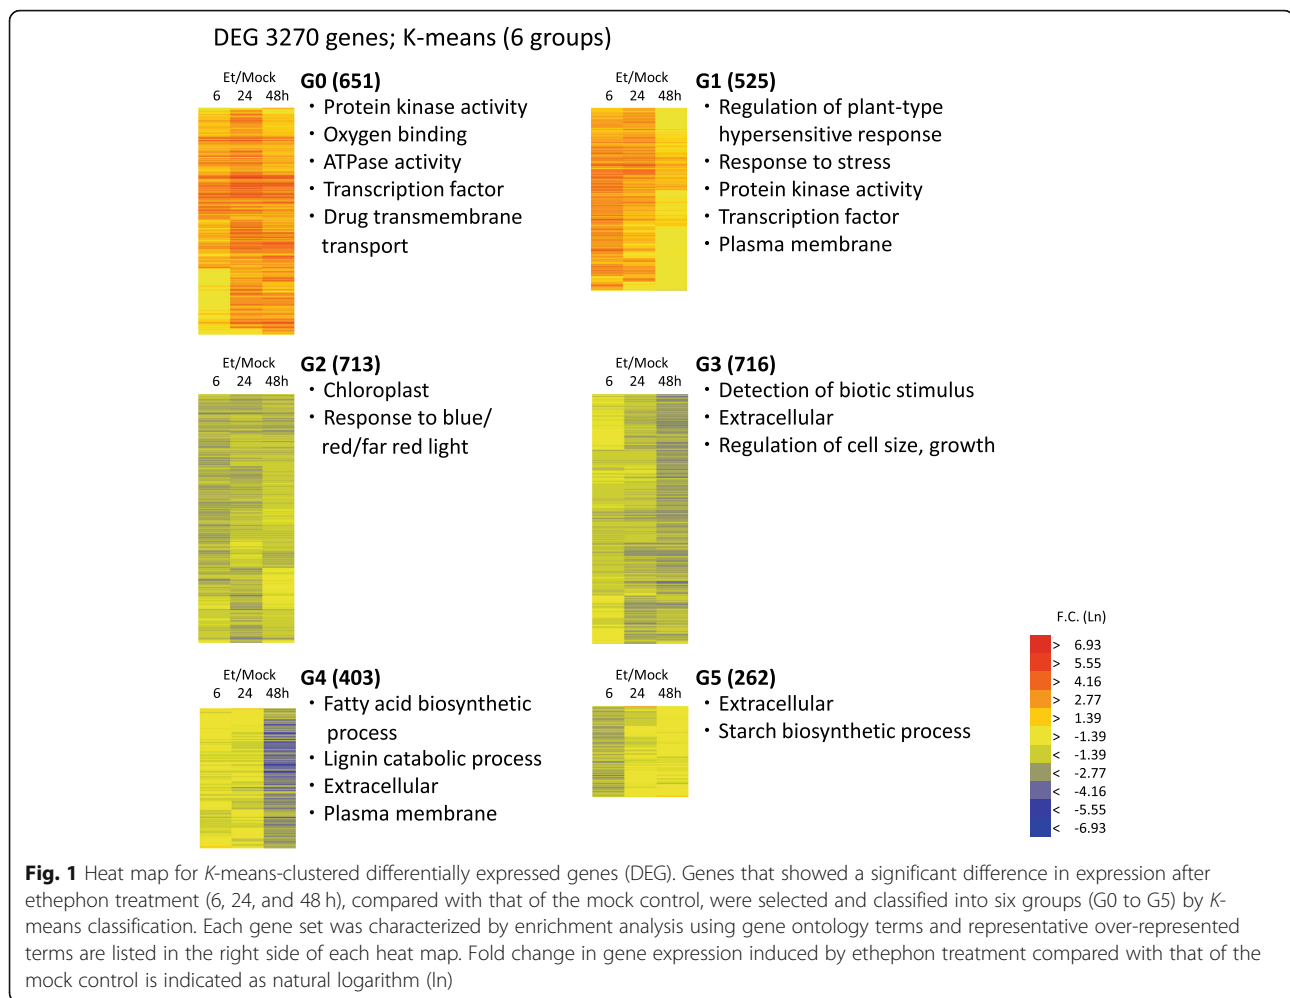 DEG 3270 genes; K-means (6 groups)
Et/Mock
6 24 48h
G0 (651)
・Protein kinase activity
・Oxygen binding
・ATPase activity
・Transcription factor
・Drug transmembrane
transport
Et/Mock
6 24 48h
G1 (525)
・Regulation of plant-type
hypersensitive response
・Response to stress
・Protein kinase activity
・Transcription factor
・Plasma membrane
Et/Mock
6 24 48h
G2 (713)
・Chloroplast
・Response to blue/
red/far red light
Et/Mock
6 24 48h
G3 (716)
・Detection of biotic stimulus
・Extracellular
・Regulation of cell size, growth
Et/Mock
6 24 48h
G4 (403)
・Fatty acid biosynthetic
process
・Lignin catabolic process
・Extracellular
・Plasma membrane
Et/Mock
6 24 48h
G5 (262)
・Extracellular
・Starch biosynthetic process
F.C. (Ln)
> 6.93
> 5.55
> 4.16
> 2.77
> 1.39
> -1.39
< -1.39
< -2.77
< -4.16
< -5.55
< -6.93
Fig. 1 Heat map for K-means-clustered differentially expressed genes (DEG). Genes that showed a significant difference in expression after
ethephon treatment (6, 24, and 48 h), compared with that of the mock control, were selected and classified into six groups (G0 to G5) by K-
means classification. Each gene set was characterized by enrichment analysis using gene ontology terms and representative over-represented
terms are listed in the right side of each heat map. Fold change in gene expression induced by ethephon treatment compared with that of the
mock control is indicated as natural logarithm (ln)